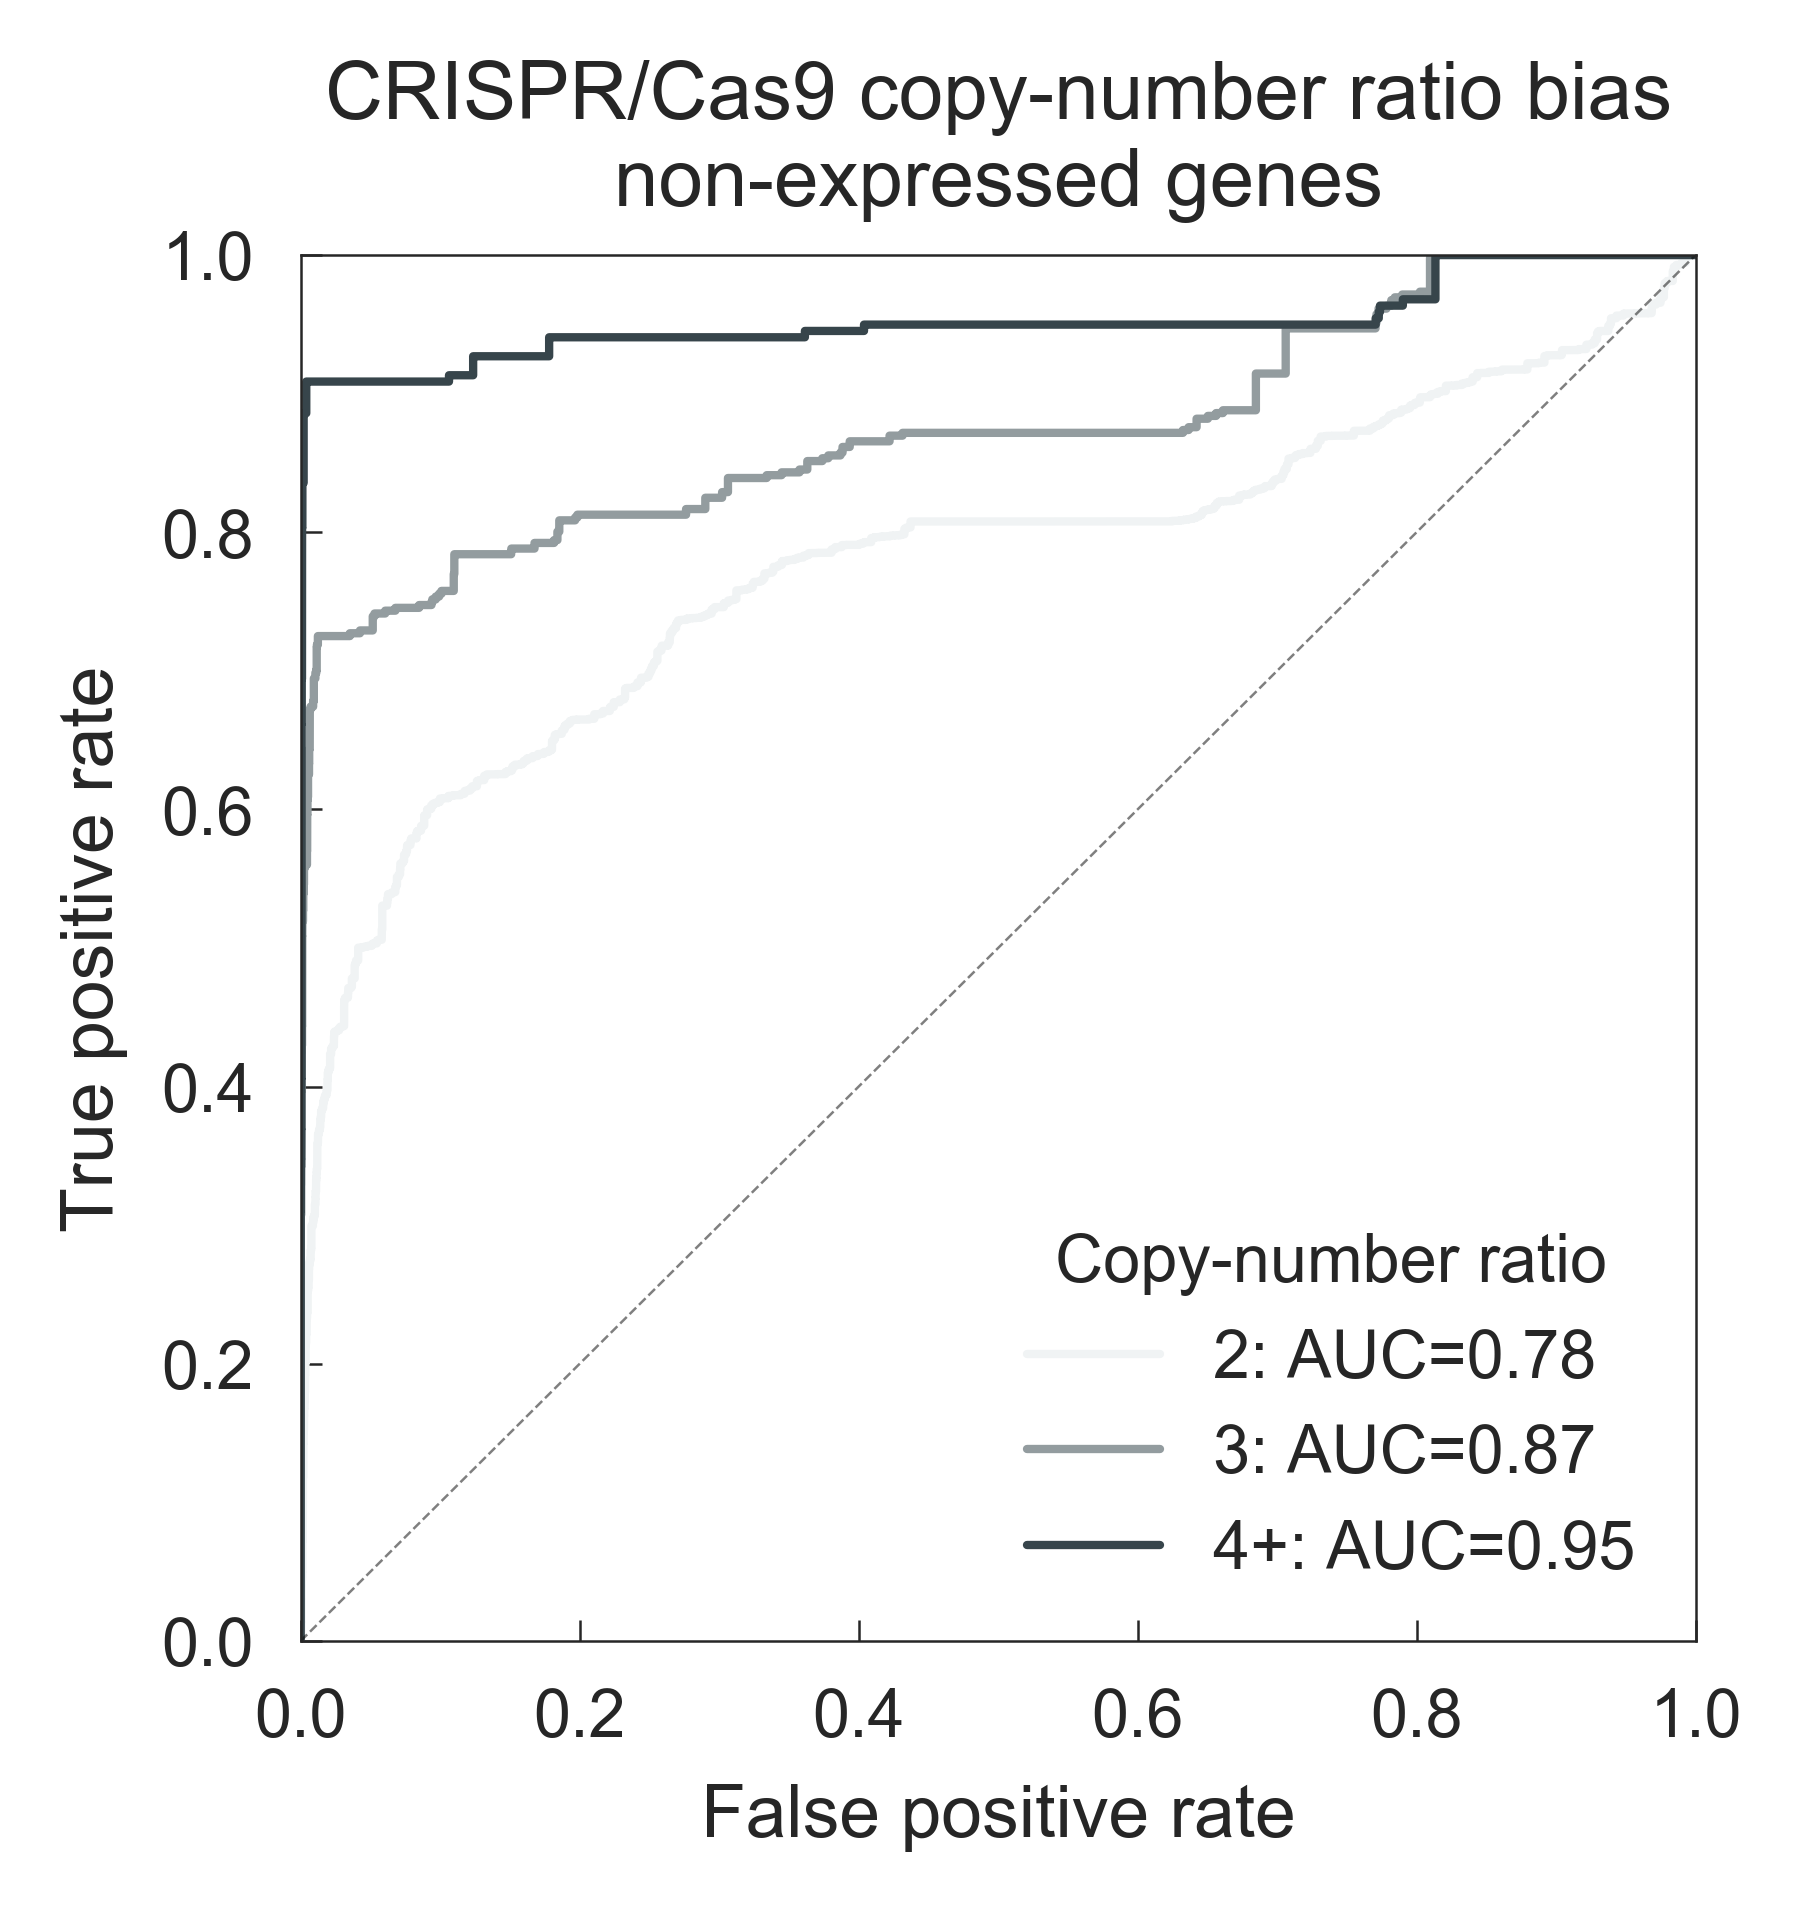 CRISPR/Cas9 copy-number ratio bias
non-expressed genes
1.0
0.8
0.6
0.4
0.2
0.0
True positive rate
Copy-number ratio
2: AUC=0.78
3: AUC=0.87
4+: AUC=0.95
0.0 0.2 0.4 0.6 0.8 1.0
False positive rate